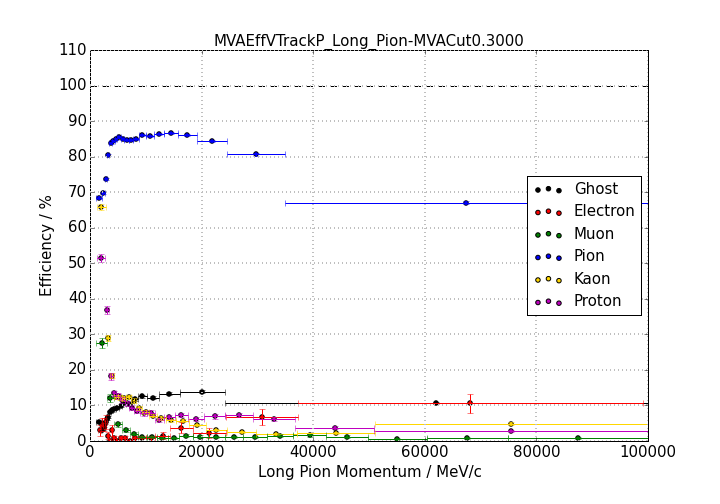 MVAEffVTrackP_Long_Pion-MVACut0.3000
110
100
90
80
70
60
50
40
30
20
10
0
Efficiency / %
Ghost
Electron
Muon
Pion
Kaon
Proton
0 20000 40000 60000 80000 100000
Long Pion Momentum / MeV/c